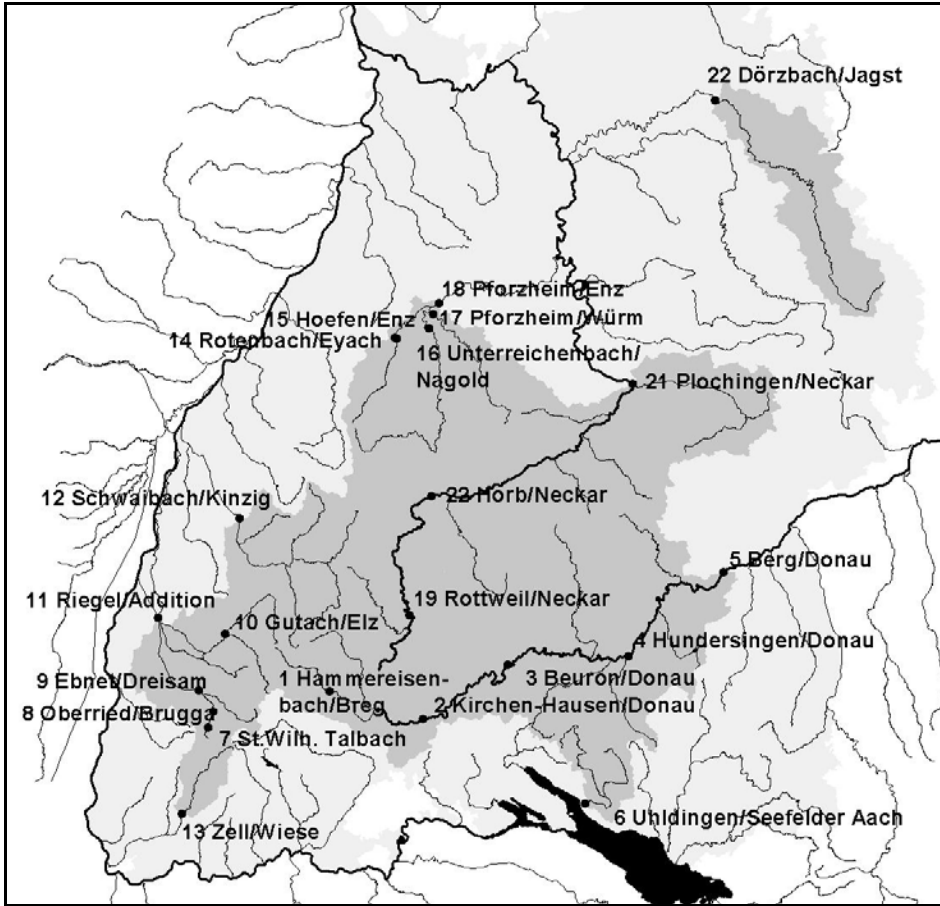 22 Dörzbach/Jagst
18 Pforzheim/Enz
15 Hoefen/Enz
17 Pforzheim/Würm
14 Rotenbach/Eyach
16 Unterreichenbach/
Nagold
21 Plochingen/Neckar
12 Schwaibach/Kinzig
22 Horb/Neckar
5 Berg/Donau
11 Riegel/Addition
19 Rottweil/Neckar
10 Gutach/Elz
4 Hundersingen/Donau
9 Ebnet/Dreisam
1 Hammereisen-
bach/Breg
3 Beuron/Donau
2 Kirchen-Hausen/Donau
8 Oberried/Brugga
7 St.Wilh. Talbach
6 Uhldingen/Seefelder Aach
13 Zell/Wiese